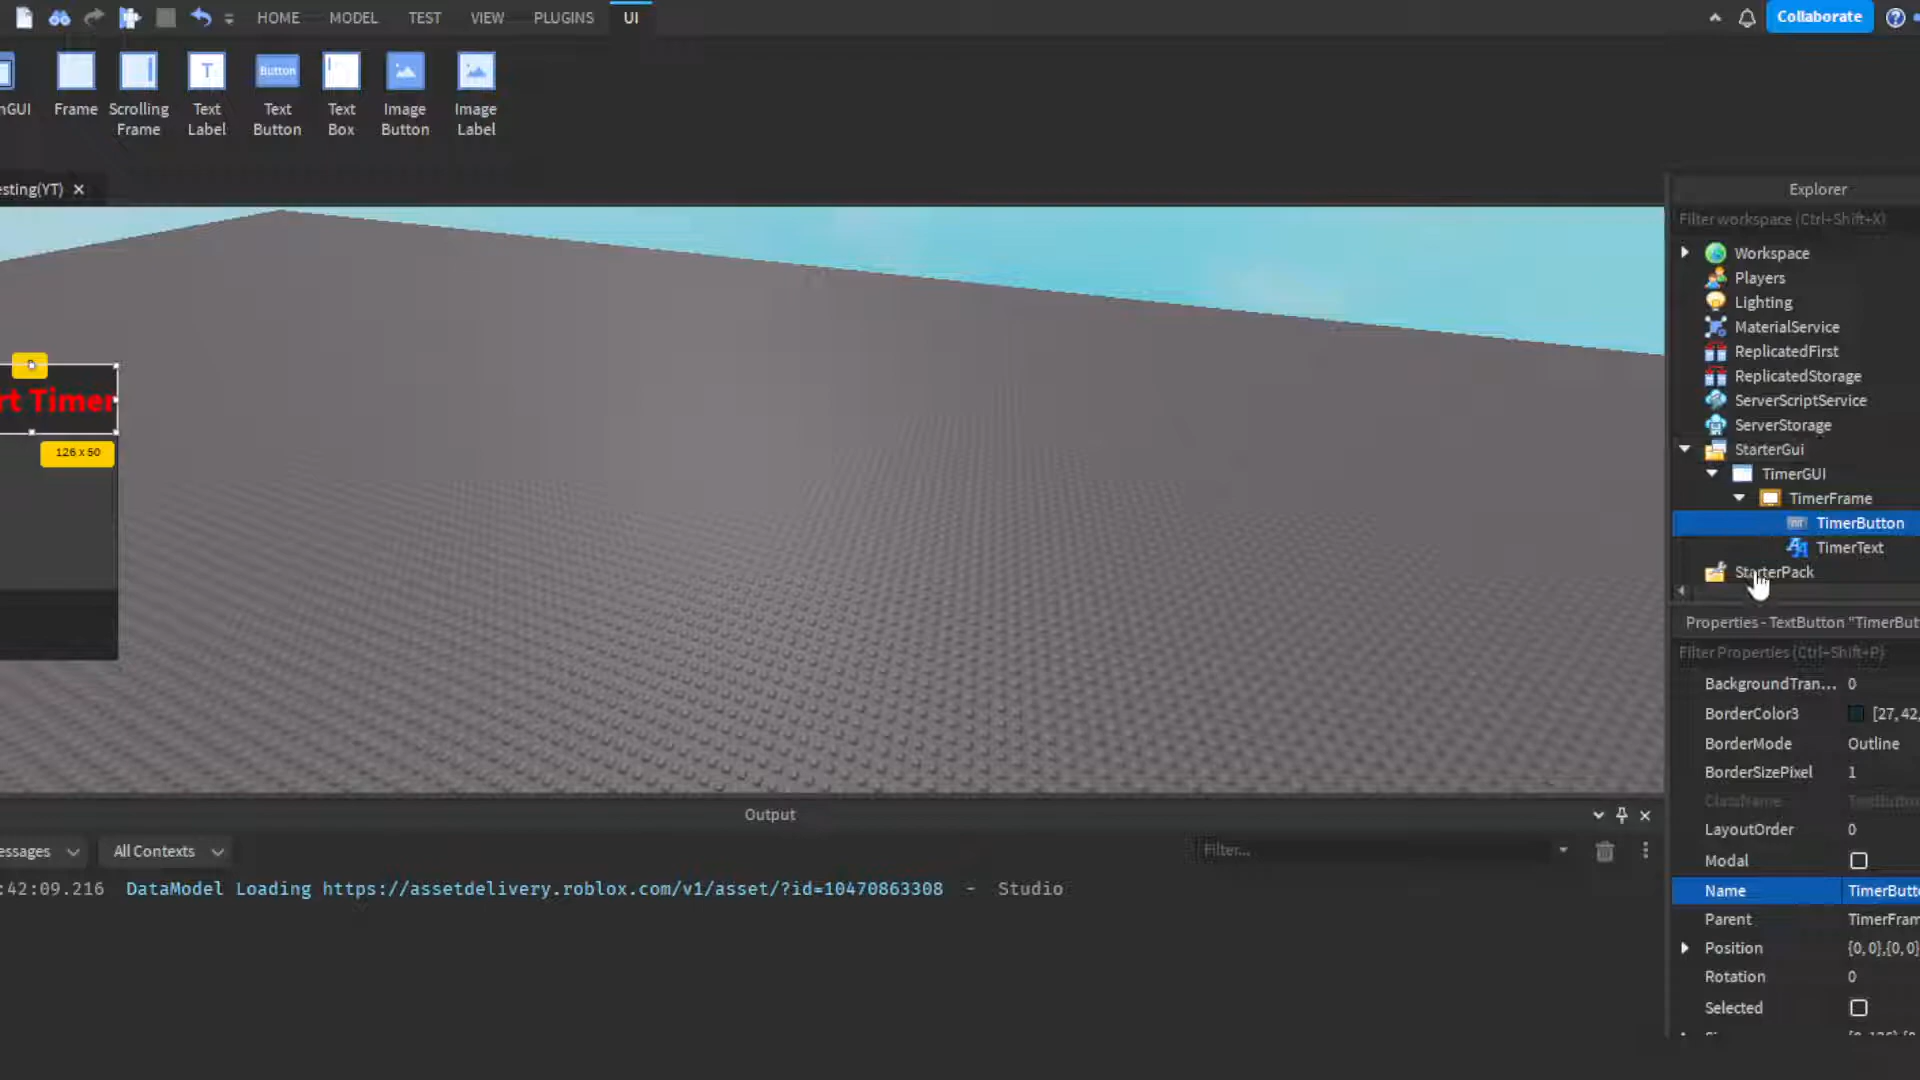 HOME MODEL TEST VIEW PLUGINS UI
Collaborate
nGUI
Frame
Scrolling
Frame
T
Text
Label
Button
Text
Button
Text
Box
Image
Button
Image
Label
esting(YT)
rt Timer
126 x 50
Explorer
Filter workspace (Ctrl+Shift+X)
Workspace
Players
Lighting
MaterialService
ReplicatedFirst
ReplicatedStorage
ServerScriptService
ServerStorage
StarterGui
TimerGUI
TimerFrame
TimerButton
TimerText
StarterPack
Properties - TextButton "TimerBut
Filter Properties (Ctrl+Shift+P)
BackgroundTran... 0
BorderColor3 [27, 42,
BorderMode Outline
BorderSizePixel 1
ClassName TextButton
LayoutOrder 0
Modal
Name TimerButt
Parent TimerFram
Position {0, 0},{0, 0}
Rotation 0
Selected
Output
essages All Contexts Filter...
:42:09.216 DataModel Loading https://assetdelivery.roblox.com/v1/asset/?id=10470863308 - Studio